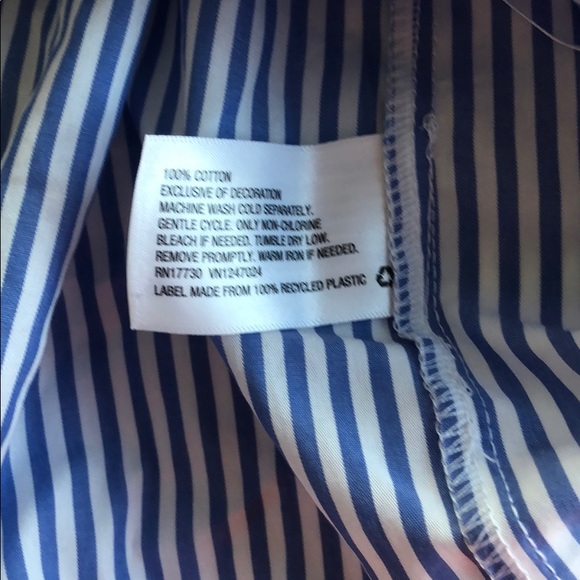 100% COTTON
EXCLUSIVE OF DECORATION
MACHINE WASH COLD SEPARATELY.
GENTLE CYCLE. ONLY NON-CHLORINE
BLEACH IF NEEDED. TUMBLE DRY LOW.
REMOVE PROMPTLY. WARM IRON IF NEEDED.
RN17730 VN1247024
LABEL MADE FROM 100% RECYCLED PLASTIC